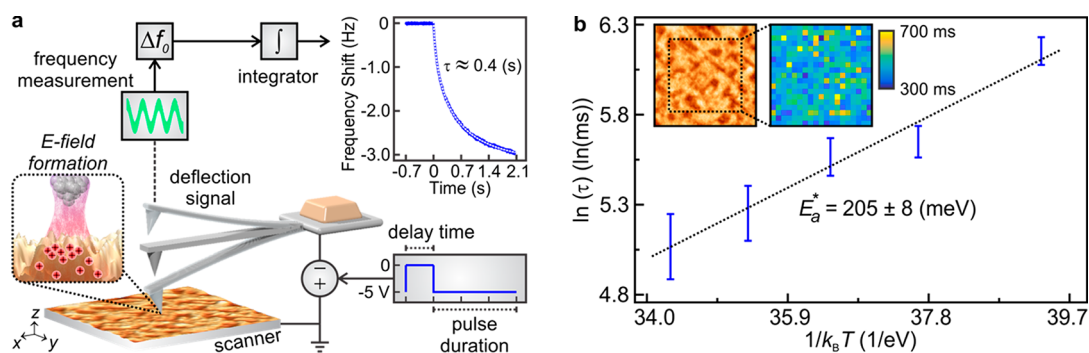 a
Δf₀
∫
frequency
measurement
integrator
Frequency Shift (Hz)
0
-1.0
-2.0
-3.0
τ ≈ 0.4 (s)
-0.7 0 0.7 1.4 2.1
Time (s)
E-field
formation
deflection
signal
delay time
0
-5 V
pulse
duration
−
+
scanner
z
x
y
b
ln (τ) (ln(ms))
6.3
5.8
5.3
4.8
700 ms
300 ms
E*ₐ = 205 ± 8 (meV)
34.0 35.9 37.8 39.7
1/k_BT (1/eV)